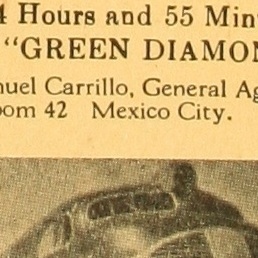 4 Hours and 55 Min
"GREEN DIAMON
nuel Carrillo, General Ag
oom 42 Mexico City.